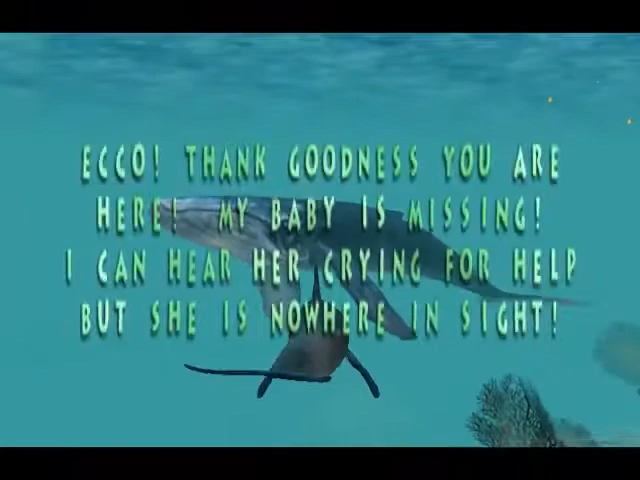 ECCO! THANK GOODNESS YOU ARE
HERE! MY BABY IS MISSING!
I CAN HEAR HER CRYING FOR HELP
BUT SHE IS NOWHERE IN SIGHT!